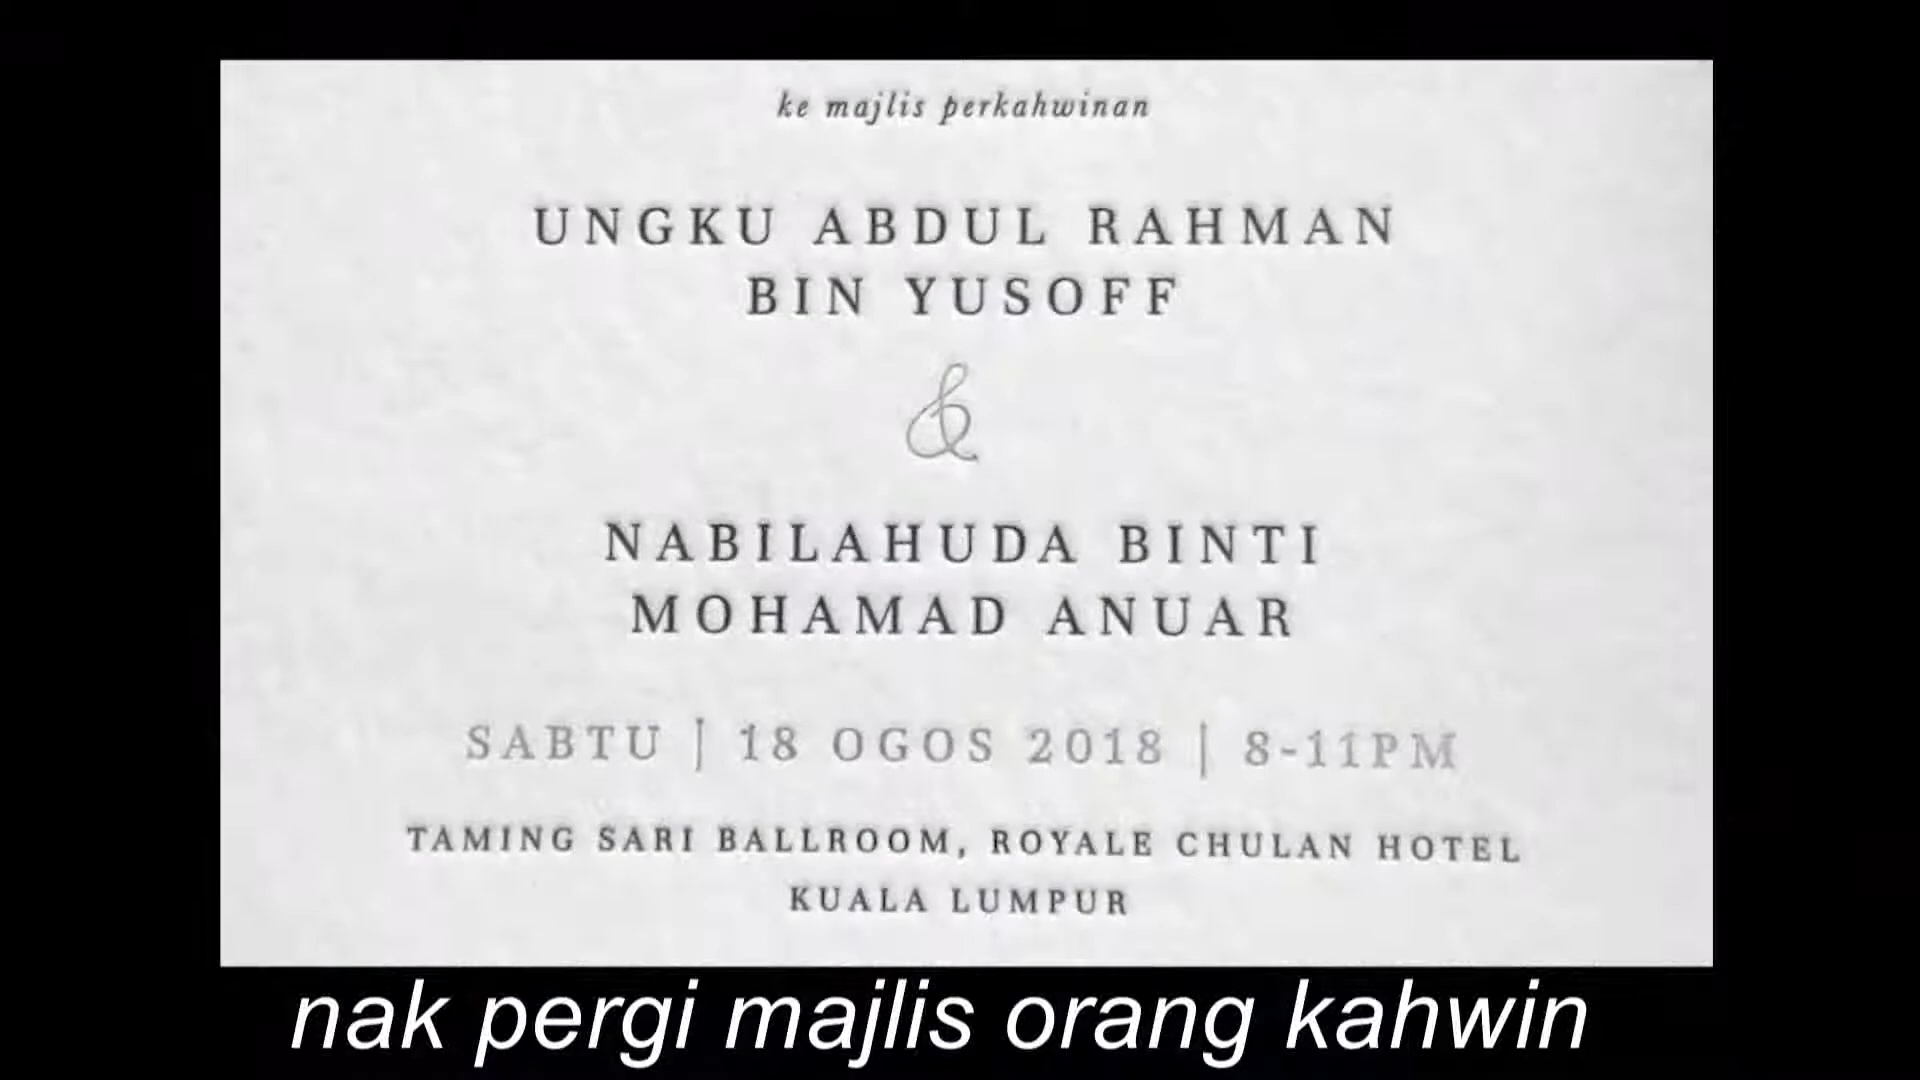 ke majlis perkahwinan
UNGKU ABDUL RAHMAN
BIN YUSOFF
&
NABILAHUDA BINTI
MOHAMAD ANUAR
SABTU | 18 OGOS 2018 | 8-11PM
TAMING SARI BALLROOM, ROYALE CHULAN HOTEL
KUALA LUMPUR
nak pergi majlis orang kahwin